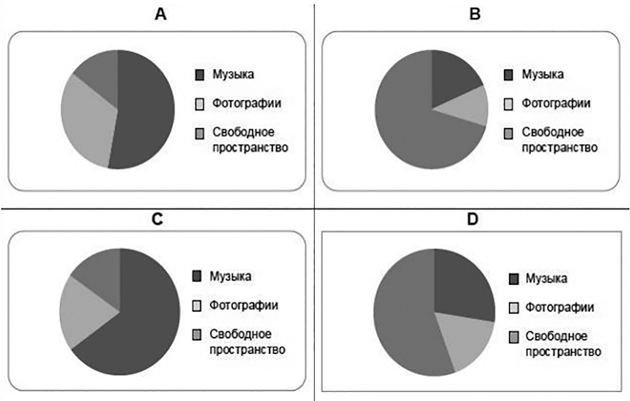 A
B
Музыка
Фотографии
Свободное
пространство
Музыка
Фотографии
Свободное
пространство
C
D
Музыка
Фотографии
Свободное
пространство
Музыка
Фотографии
Свободное
пространство